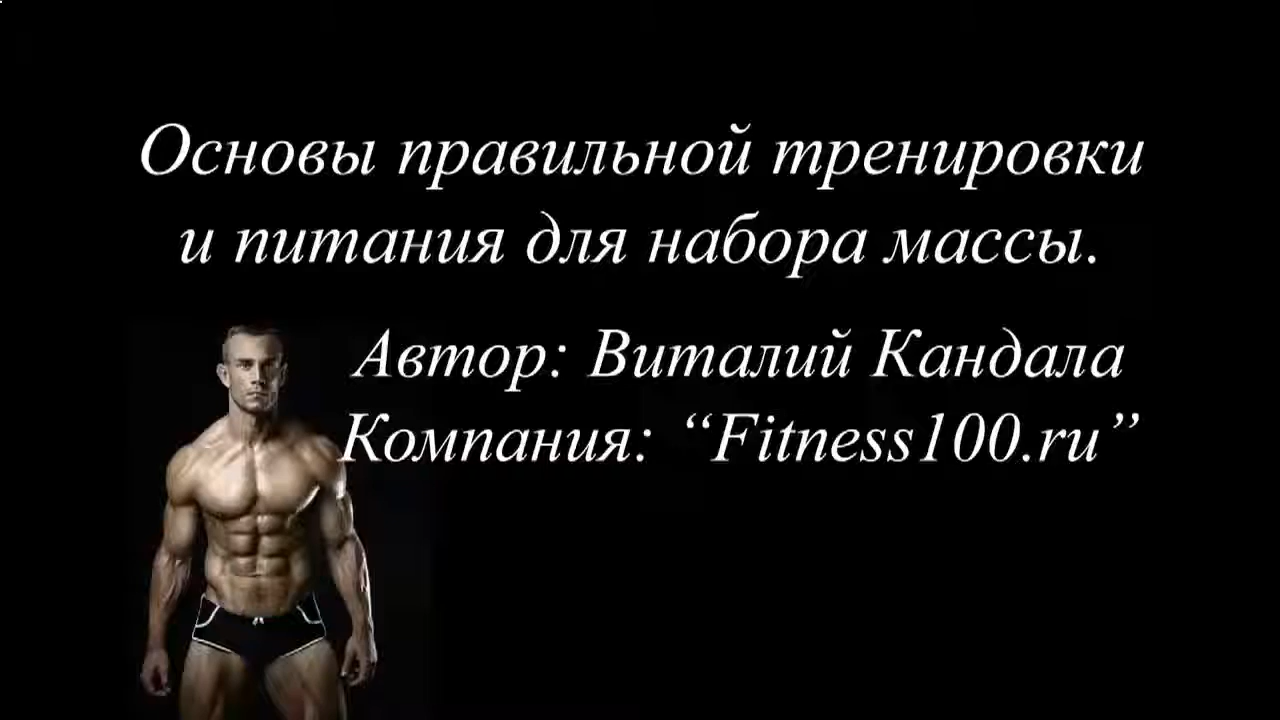 Основы правильной тренировки
и питания для набора массы.
Автор: Виталий Кандала
Компания: “Fitness100.ru”